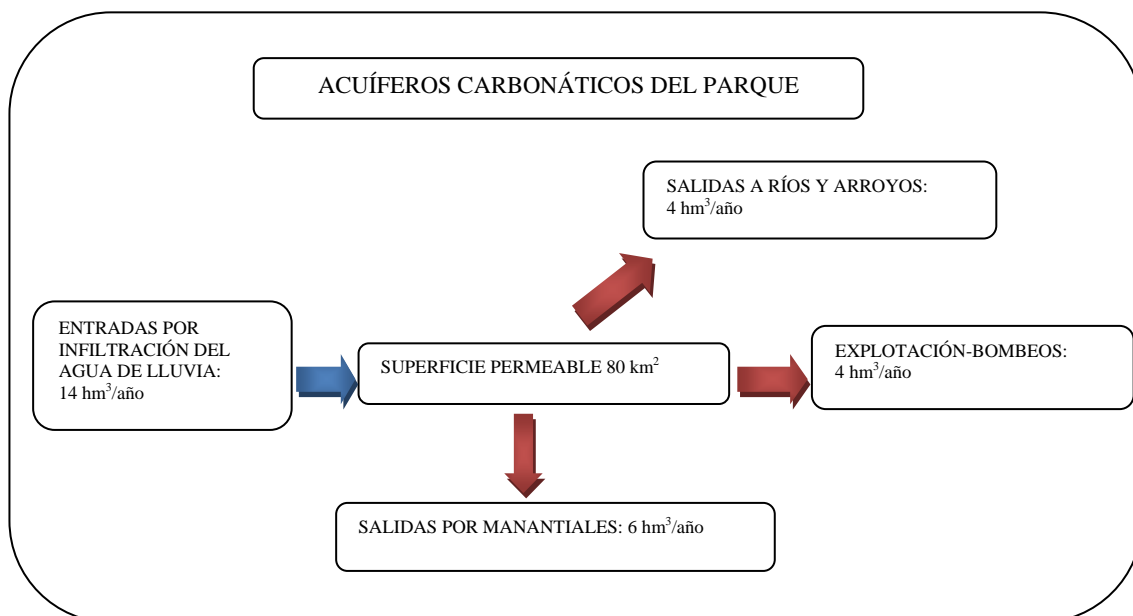 ACUÍFEROS CARBONÁTICOS DEL PARQUE
SALIDAS A RÍOS Y ARROYOS:
4 hm³/año
ENTRADAS POR
INFILTRACIÓN DEL
AGUA DE LLUVIA:
14 hm³/año
SUPERFICIE PERMEABLE 80 km²
EXPLOTACIÓN-BOMBEOS:
4 hm³/año
SALIDAS POR MANANTIALES: 6 hm³/año